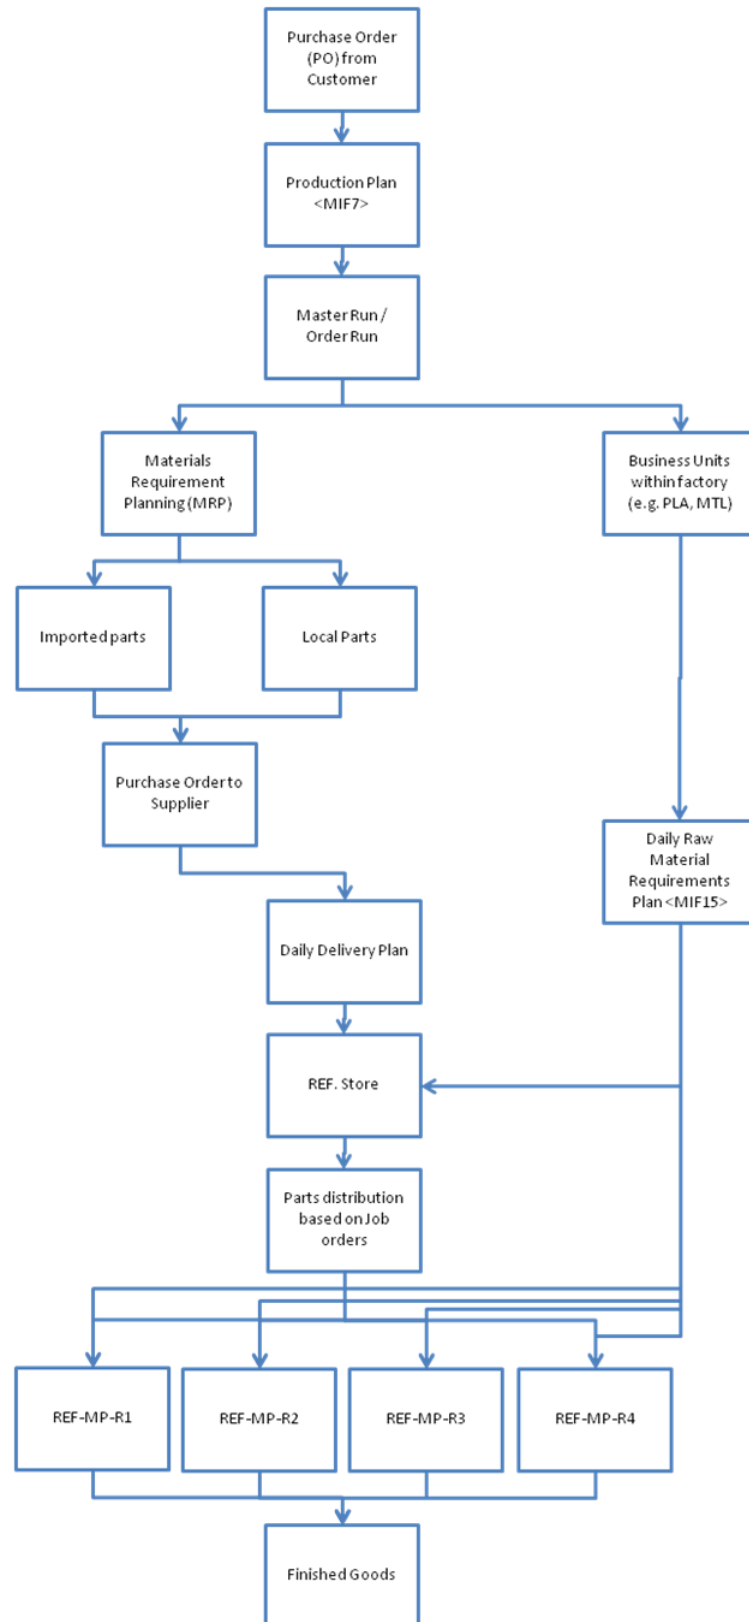 Purchase Order
(PO) from
Customer
Production Plan
<MIF7>
Master Run /
Order Run
Materials
Requirement
Planning (MRP)
Business Units
within factory
(e.g. PLA, MTL)
Imported parts
Local Parts
Purchase Order to
Supplier
Daily Raw
Material
Requirements
Plan <MIF15>
Daily Delivery Plan
REF. Store
Parts distribution
based on Job
orders
REF-MP-R1
REF-MP-R2
REF-MP-R3
REF-MP-R4
Finished Goods